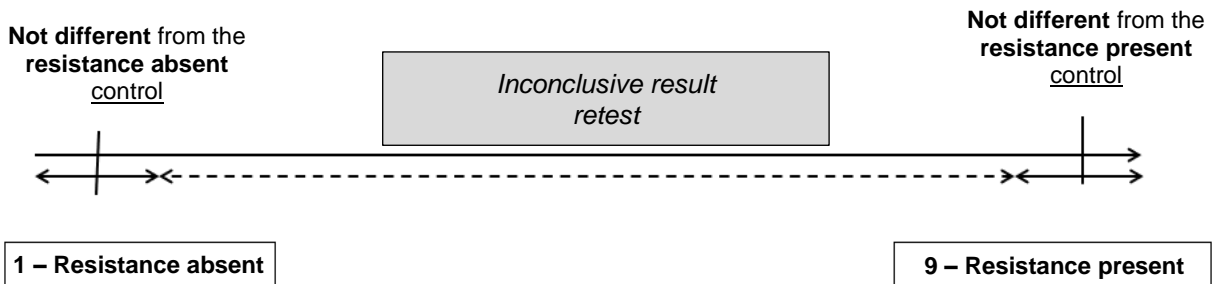 Not different from the
resistance absent
control
Inconclusive result
retest
Not different from the
resistance present
control
1 – Resistance absent
9 – Resistance present